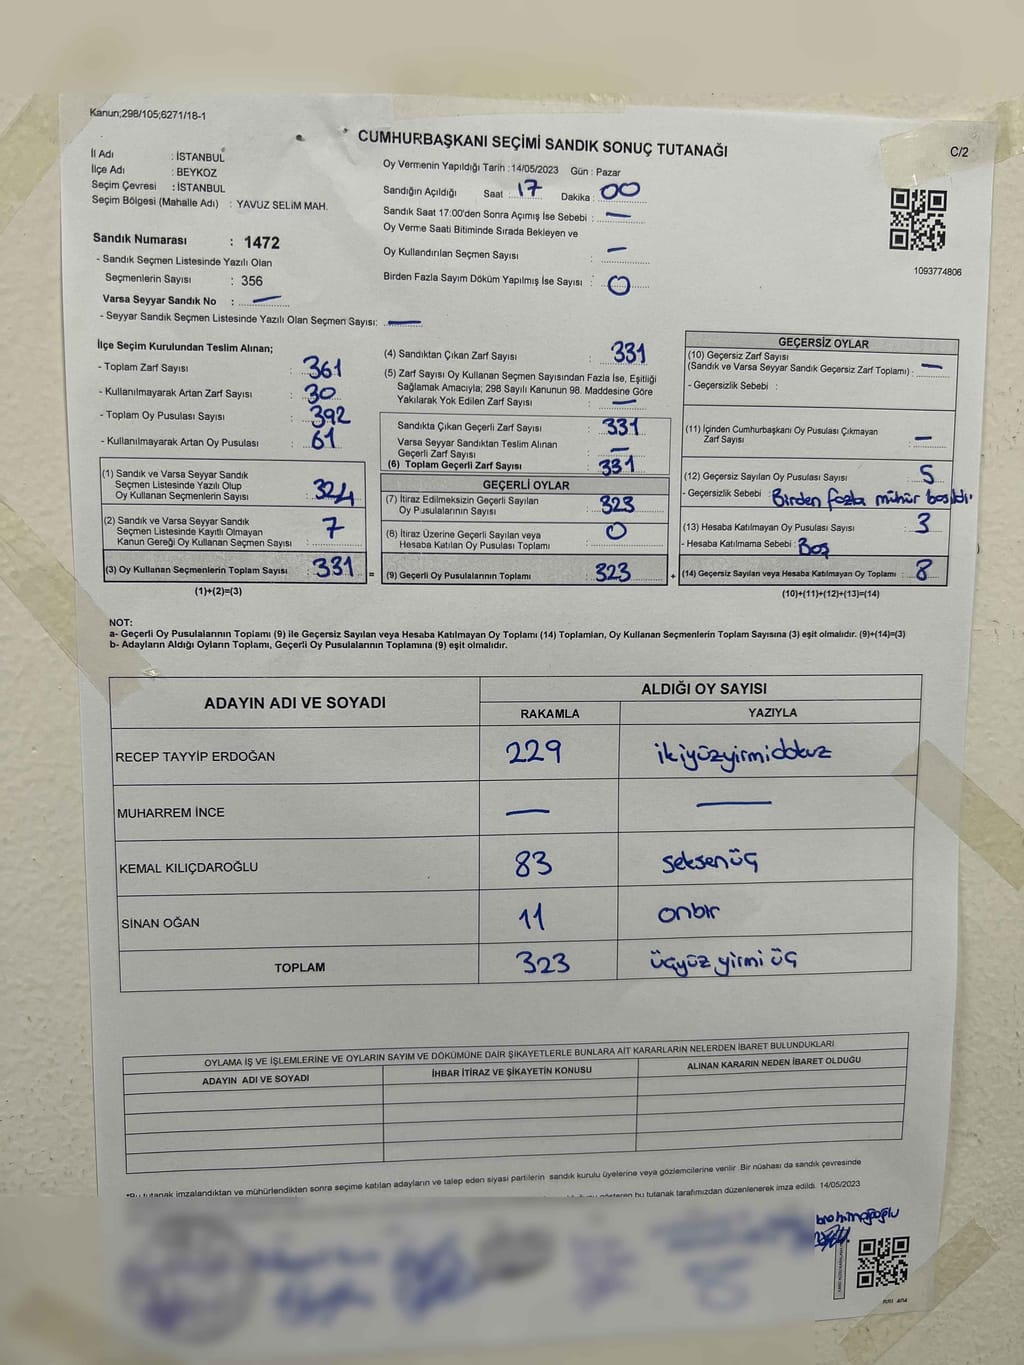 Kanun;298/105;6271/18-1
CUMHURBAŞKANI SEÇİMİ SANDIK SONUÇ TUTANAĞI
C/2
İl Adı : İSTANBUL
İlçe Adı : BEYKOZ
Seçim Çevresi : İSTANBUL
Seçim Bölgesi (Mahalle Adı) : YAVUZ SELİM MAH.
Sandık Numarası : 1472
- Sandık Seçmen Listesinde Yazılı Olan
Seçmenlerin Sayısı : 356
Varsa Seyyar Sandık No : —
- Seyyar Sandık Seçmen Listesinde Yazılı Olan Seçmen Sayısı: —
Oy Vermenin Yapıldığı Tarih : 14/05/2023 Gün : Pazar
Sandığın Açıldığı Saat : 17 Dakika : 00
Sandık Saat 17:00'den Sonra Açımış İse Sebebi : —
Oy Verme Saati Bitiminde Sırada Bekleyen ve
Oy Kullandırılan Seçmen Sayısı : —
Birden Fazla Sayım Döküm Yapılmış İse Sayısı : 0
1093774806
İlçe Seçim Kurulundan Teslim Alınan;
- Toplam Zarf Sayısı : 361
- Kullanılmayarak Artan Zarf Sayısı : 30
- Toplam Oy Pusulası Sayısı : 392
- Kullanılmayarak Artan Oy Pusulası : 61
(1) Sandık ve Varsa Seyyar Sandık
Seçmen Listesinde Yazılı Olup
Oy Kullanan Seçmenlerin Sayısı : 324
(2) Sandık ve Varsa Seyyar Sandık
Seçmen Listesinde Kayıtlı Olmayan
Kanun Gereği Oy Kullanan Seçmen Sayısı : 7
(3) Oy Kullanan Seçmenlerin Toplam Sayısı : 331 =
(1)+(2)=(3)
(4) Sandıktan Çıkan Zarf Sayısı : 331
(5) Zarf Sayısı Oy Kullanan Seçmen Sayısından Fazla İse, Eşitliği
Sağlamak Amacıyla; 298 Sayılı Kanunun 98. Maddesine Göre
Yakılarak Yok Edilen Zarf Sayısı : —
Sandıkta Çıkan Geçerli Zarf Sayısı : 331
Varsa Seyyar Sandıktan Teslim Alınan
Geçerli Zarf Sayısı : —
(6) Toplam Geçerli Zarf Sayısı : 331
GEÇERLİ OYLAR
(7) İtiraz Edilmeksizin Geçerli Sayılan
Oy Pusulalarının Sayısı : 323
(8) İtiraz Üzerine Geçerli Sayılan veya
Hesaba Katılan Oy Pusulası Toplamı : 0
(9) Geçerli Oy Pusulalarının Toplamı : 323 +
GEÇERSİZ OYLAR
(10) Geçersiz Zarf Sayısı
(Sandık ve Varsa Seyyar Sandık Geçersiz Zarf Toplamı) : —
- Geçersizlik Sebebi :
(11) İçinden Cumhurbaşkanı Oy Pusulası Çıkmayan
Zarf Sayısı : —
(12) Geçersiz Sayılan Oy Pusulası Sayısı : 5
- Geçersizlik Sebebi : Birden fazla mühür basıldı.
(13) Hesaba Katılmayan Oy Pusulası Sayısı : 3
- Hesaba Katılmama Sebebi : Boş
(14) Geçersiz Sayılan veya Hesaba Katılmayan Oy Toplamı : 8
(10)+(11)+(12)+(13)=(14)
NOT:
a- Geçerli Oy Pusulalarının Toplamı (9) ile Geçersiz Sayılan veya Hesaba Katılmayan Oy Toplamı (14) Toplamları, Oy Kullanan Seçmenlerin Toplam Sayısına (3) eşit olmalıdır. (9)+(14)=(3)
b- Adayların Aldığı Oyların Toplamı, Geçerli Oy Pusulalarının Toplamına (9) eşit olmalıdır.
ADAYIN ADI VE SOYADI
ALDIĞI OY SAYISI
RAKAMLA YAZIYLA
RECEP TAYYİP ERDOĞAN 229 ikiyüzyirmidokuz
MUHARREM İNCE — —
KEMAL KILIÇDAROĞLU 83 seksenüç
SİNAN OĞAN 11 onbir
TOPLAM 323 üçyüz yirmi üç
OYLAMA İŞ VE İŞLEMLERİNE VE OYLARIN SAYIM VE DÖKÜMÜNE DAİR ŞİKAYETLERLE BUNLARA AİT KARARLARIN NELERDEN İBARET BULUNDUKLARI
ADAYIN ADI VE SOYADI İHBAR İTİRAZ VE ŞİKAYETİN KONUSU ALINAN KARARIN NEDEN İBARET OLDUĞU
*Bu tutanak imzalandıktan ve mühürlendikten sonra seçime katılan adayların ve talep eden siyasi partilerin sandık kurulu üyelerine veya gözlemcilerine verilir. Bir nüshası da sandık çevresinde
gösteren bu tutanak tarafımızdan düzenlenerek imza edildi. 14/05/2023